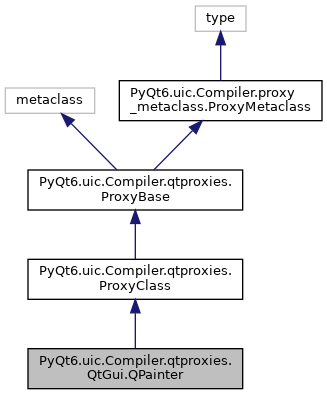 type
metaclass
PyQt6.uic.Compiler.proxy
_metaclass.ProxyMetaclass
PyQt6.uic.Compiler.qtproxies.
ProxyBase
PyQt6.uic.Compiler.qtproxies.
ProxyClass
PyQt6.uic.Compiler.qtproxies.
QtGui.QPainter